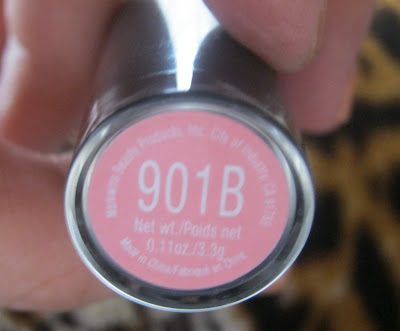 Markwins Beauty Products, Inc. City of Industry, CA 91789
901B
Net wt./Poids net
0.11oz./3.3g
Made in China/Fabriqué en Chine.